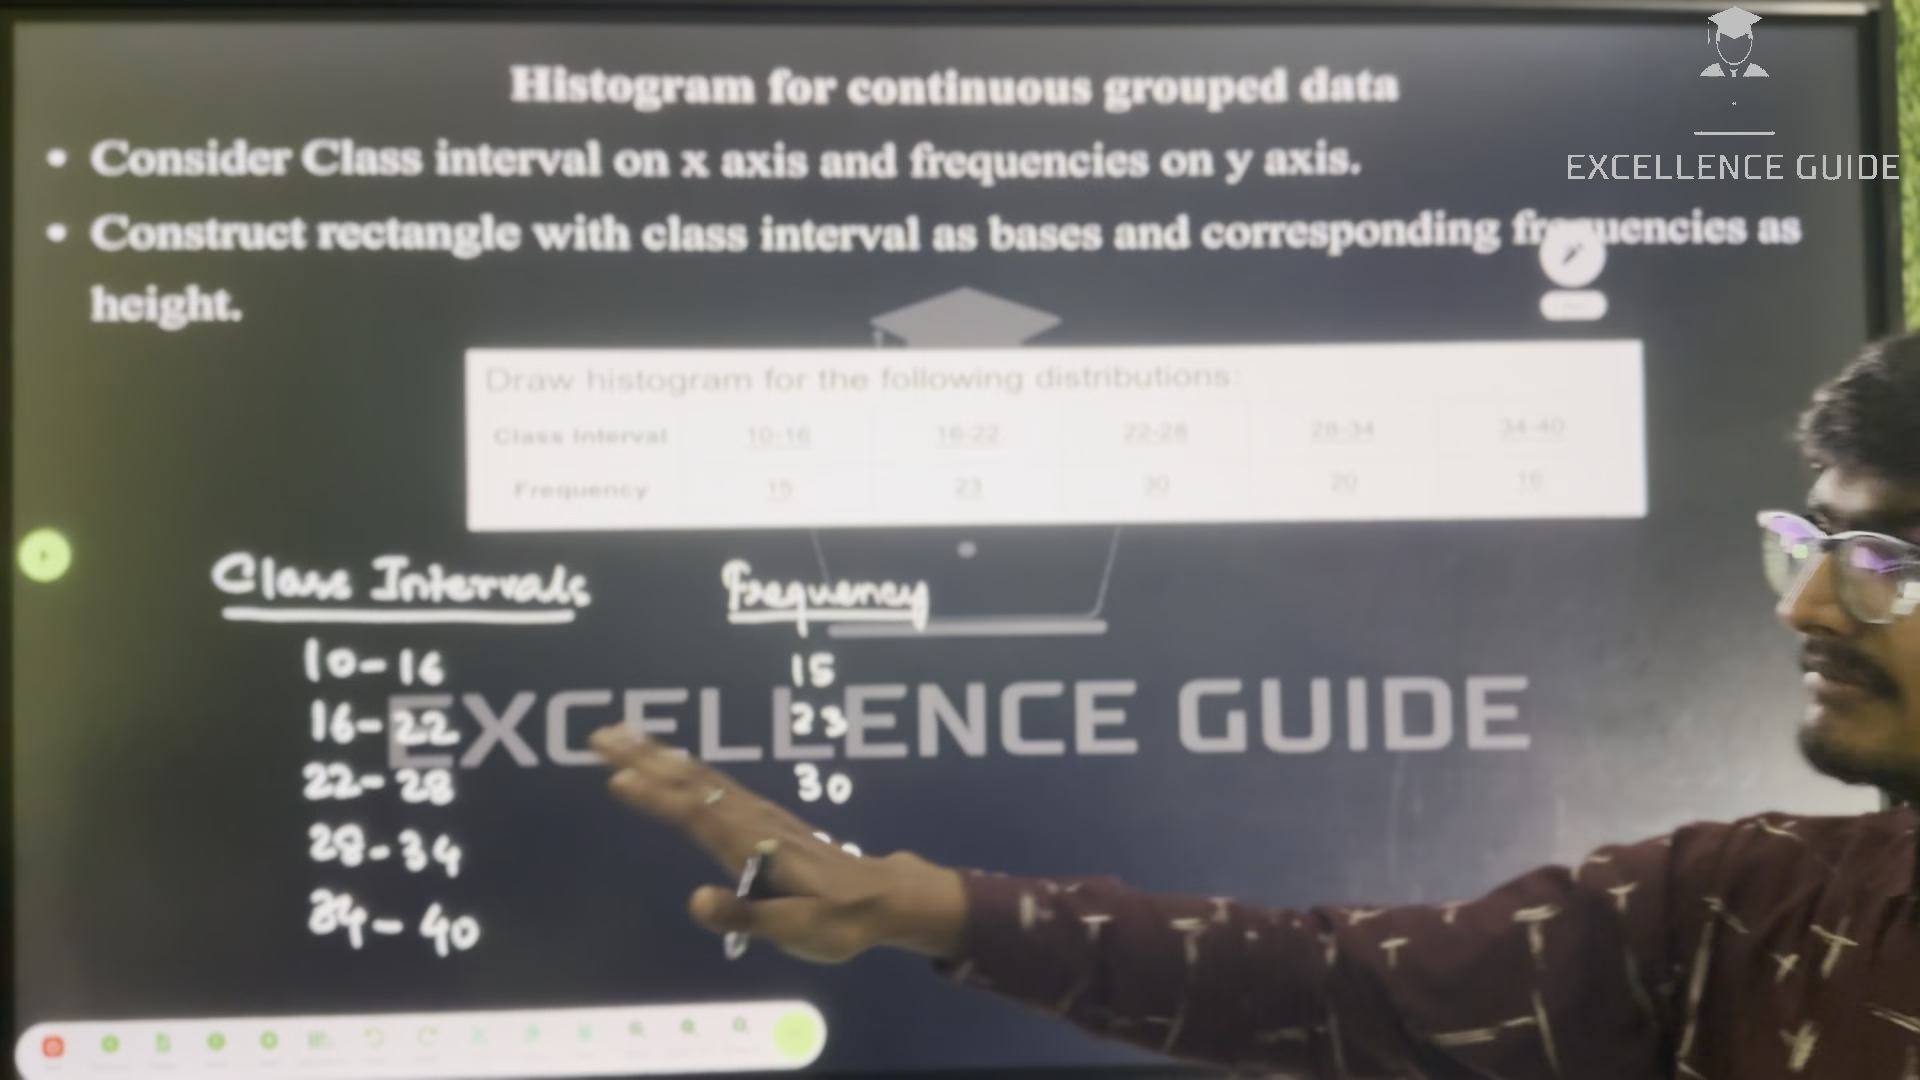 Histogram for continuous grouped data
EXCELLENCE GUIDE
• Consider Class interval on x axis and frequencies on y axis.
• Construct rectangle with class interval as bases and corresponding frequencies as
height.
Draw histogram for the following distributions:
Class Interval 10-16 16-22 22-28 28-34 34-40
Frequency 15 23 30 20 16
Class Intervals Frequency
10-16 15
16-22 23
22-28 30
28-34
34-40
EXCELLENCE GUIDE